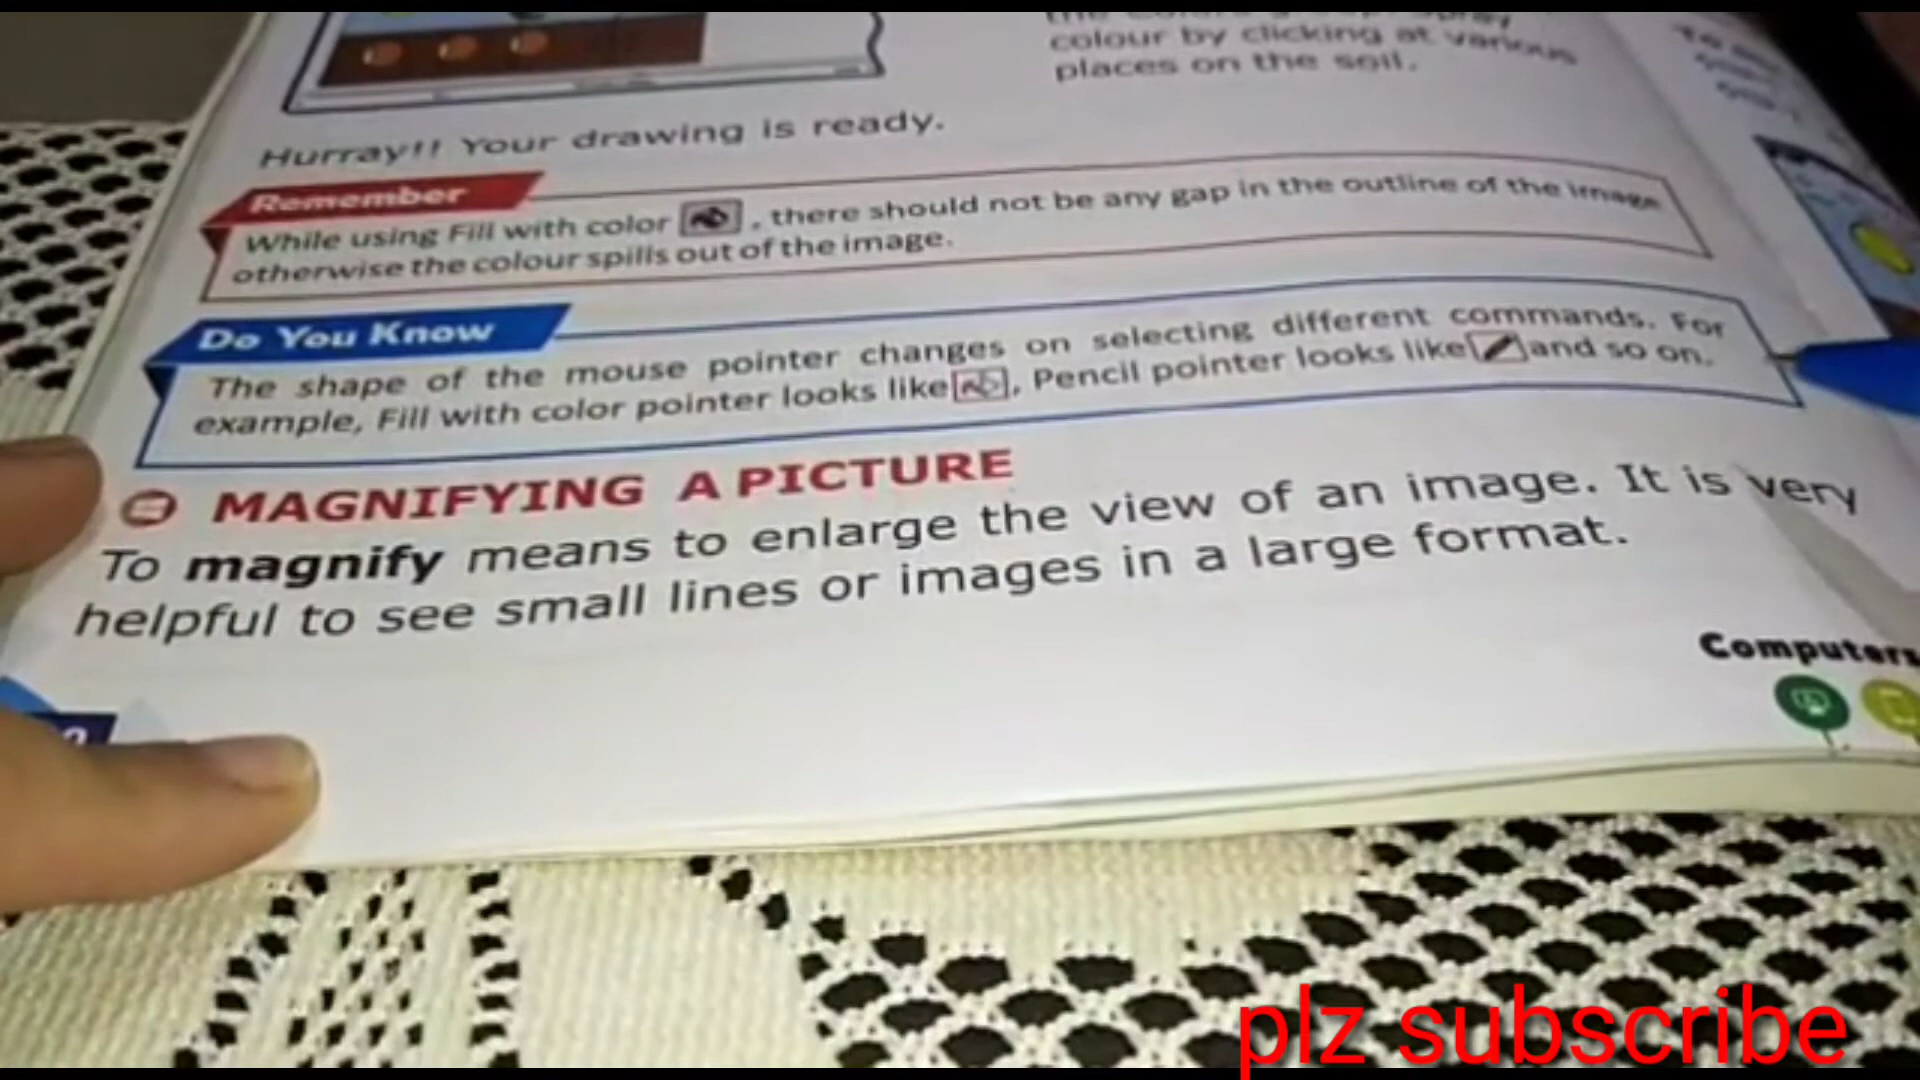 colour by clicking at various
places on the soil.
Hurray!! Your drawing is ready.
Remember
While using Fill with color , there should not be any gap in the outline of the image
otherwise the colour spills out of the image.
Do You Know
The shape of the mouse pointer changes on selecting different commands. For
example, Fill with color pointer looks like , Pencil pointer looks like and so on.
MAGNIFYING A PICTURE
To magnify means to enlarge the view of an image. It is very
helpful to see small lines or images in a large format.
Computers
plz subscribe